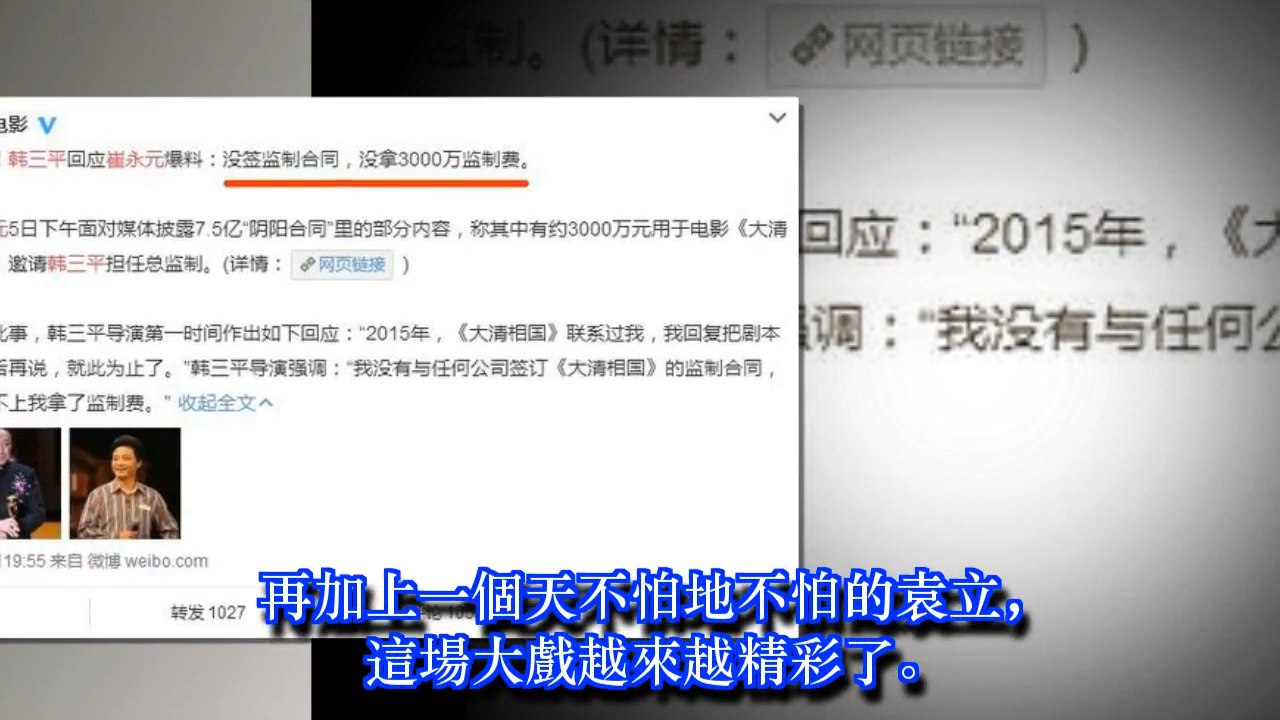 监制。(详情： 网页链接 )
电影
韩三平回应崔永元爆料：没签监制合同，没拿3000万监制费。
元5日下午面对媒体披露7.5亿“阴阳合同”里的部分内容，称其中有约3000万元用于电影《大清
邀请韩三平担任总监制。(详情： 网页链接 )
回应：“2015年，《大
此事，韩三平导演第一时间作出如下回应：“2015年，《大清相国》联系过我，我回复把剧本
强调：“我没有与任何公
后再说，就此为止了。”韩三平导演强调：“我没有与任何公司签订《大清相国》的监制合同，
不上我拿了监制费。” 收起全文
19:55 来自 微博 weibo.com
转发 1027
再加上一個天不怕地不怕的袁立，
這場大戲越來越精彩了。